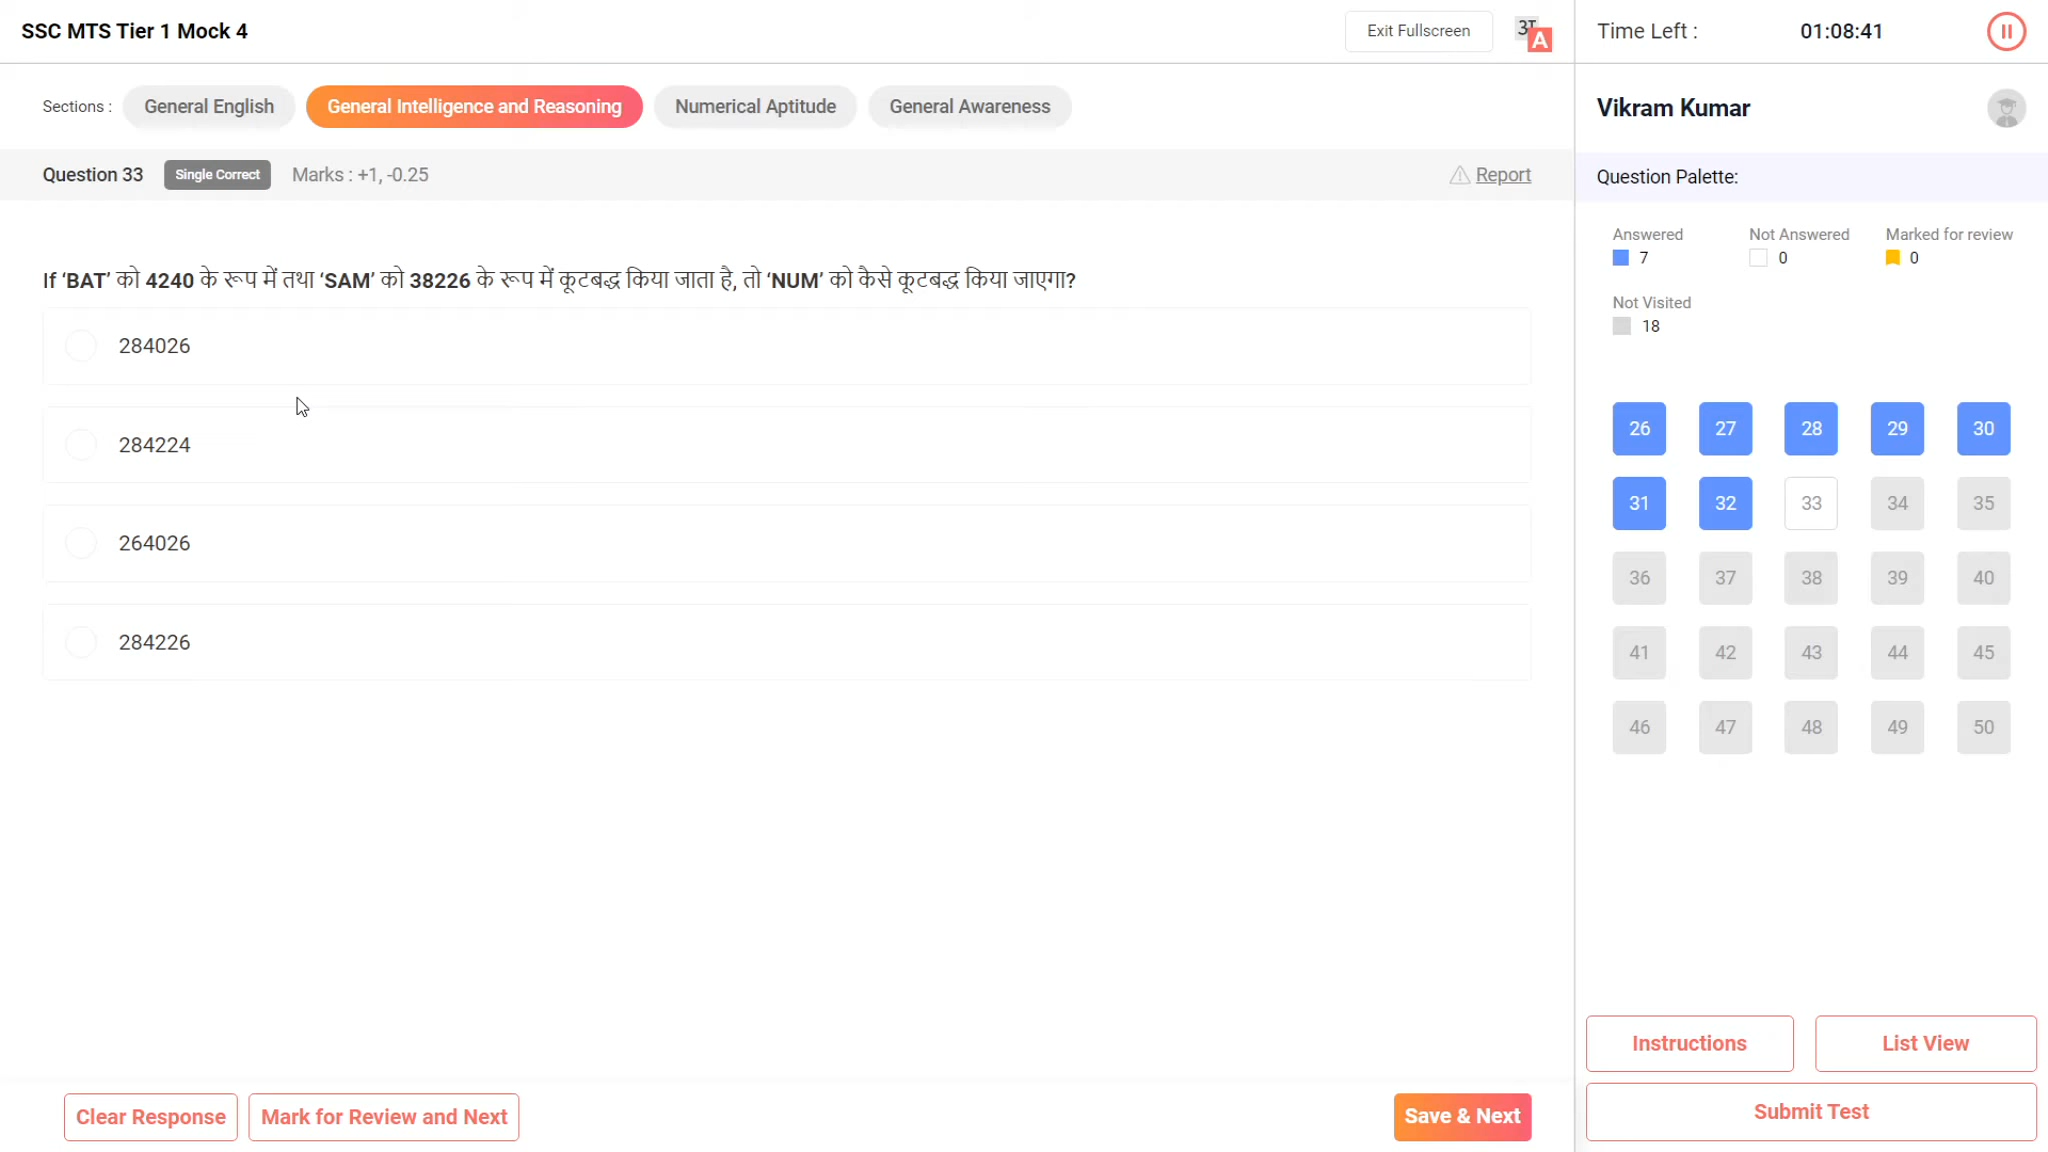 SSC MTS Tier 1 Mock 4
Exit Fullscreen
अ A
Time Left :
01:08:41
Sections :
General English
General Intelligence and Reasoning
Numerical Aptitude
General Awareness
Vikram Kumar
Question 33
Single Correct
Marks : +1, -0.25
Report
Question Palette:
Answered
7
Not Answered
0
Marked for review
0
Not Visited
18
If ‘BAT’ को 4240 के रूप में तथा ‘SAM’ को 38226 के रूप में कूटबद्ध किया जाता है, तो ‘NUM’ को कैसे कूटबद्ध किया जाएगा?
284026
284224
264026
284226
26 27 28 29 30
31 32 33 34 35
36 37 38 39 40
41 42 43 44 45
46 47 48 49 50
Instructions
List View
Clear Response
Mark for Review and Next
Save & Next
Submit Test